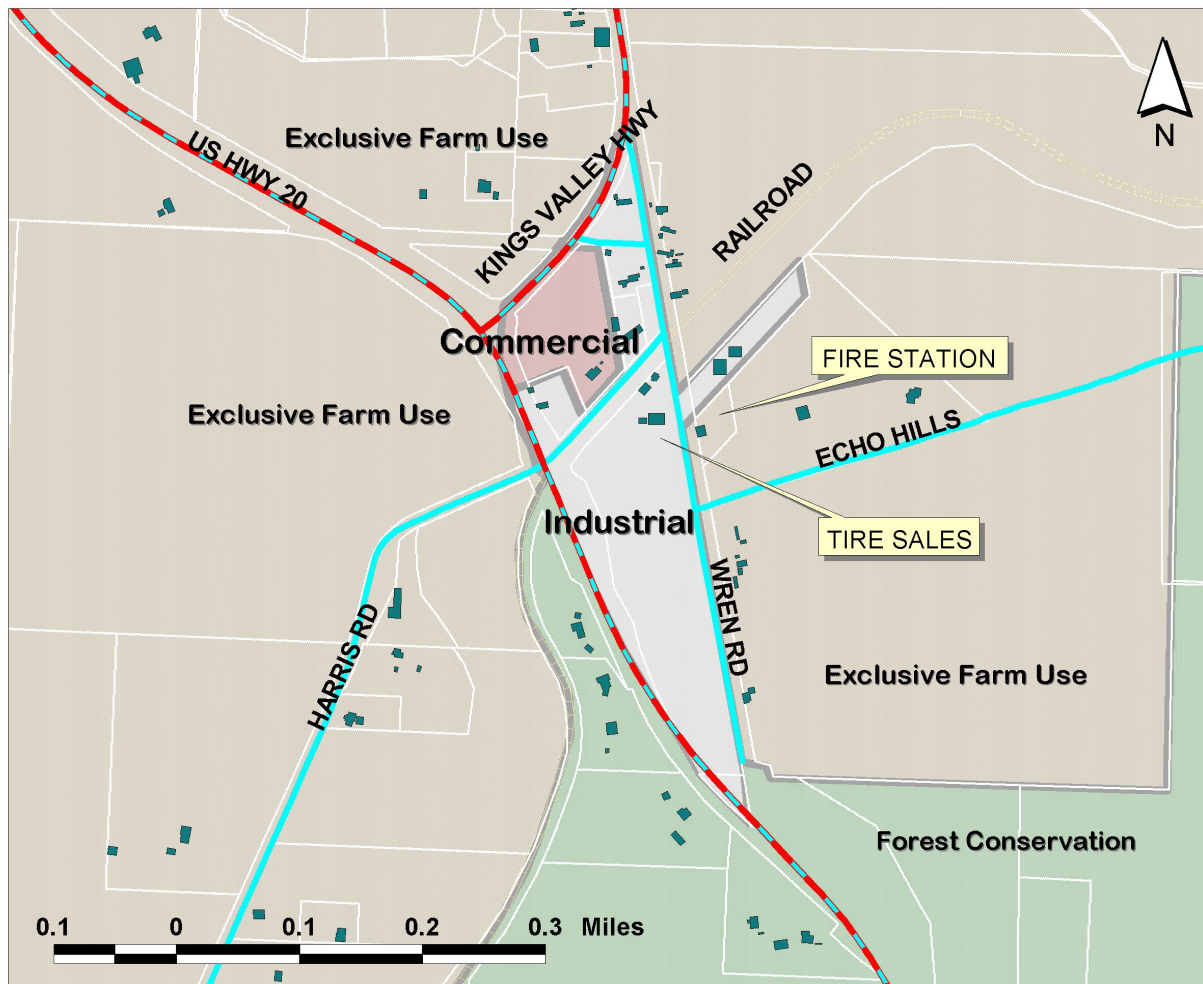 Exclusive Farm Use
US HWY 20
KINGS VALLEY HWY
N
RAILROAD
Commercial
FIRE STATION
Exclusive Farm Use
ECHO HILLS
Industrial
TIRE SALES
WREN RD
HARRIS RD
Exclusive Farm Use
Forest Conservation
0.1 0 0.1 0.2 0.3 Miles